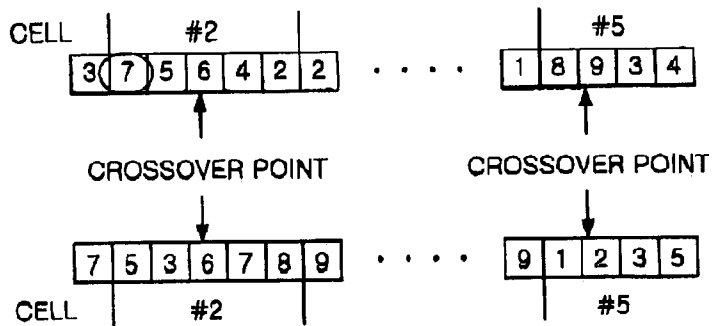 CELL #2 #5
3 7 5 6 4 2 2 · · · · 1 8 9 3 4
CROSSOVER POINT CROSSOVER POINT
7 5 3 6 7 8 9 · · · · 9 1 2 3 5
CELL #2 #5